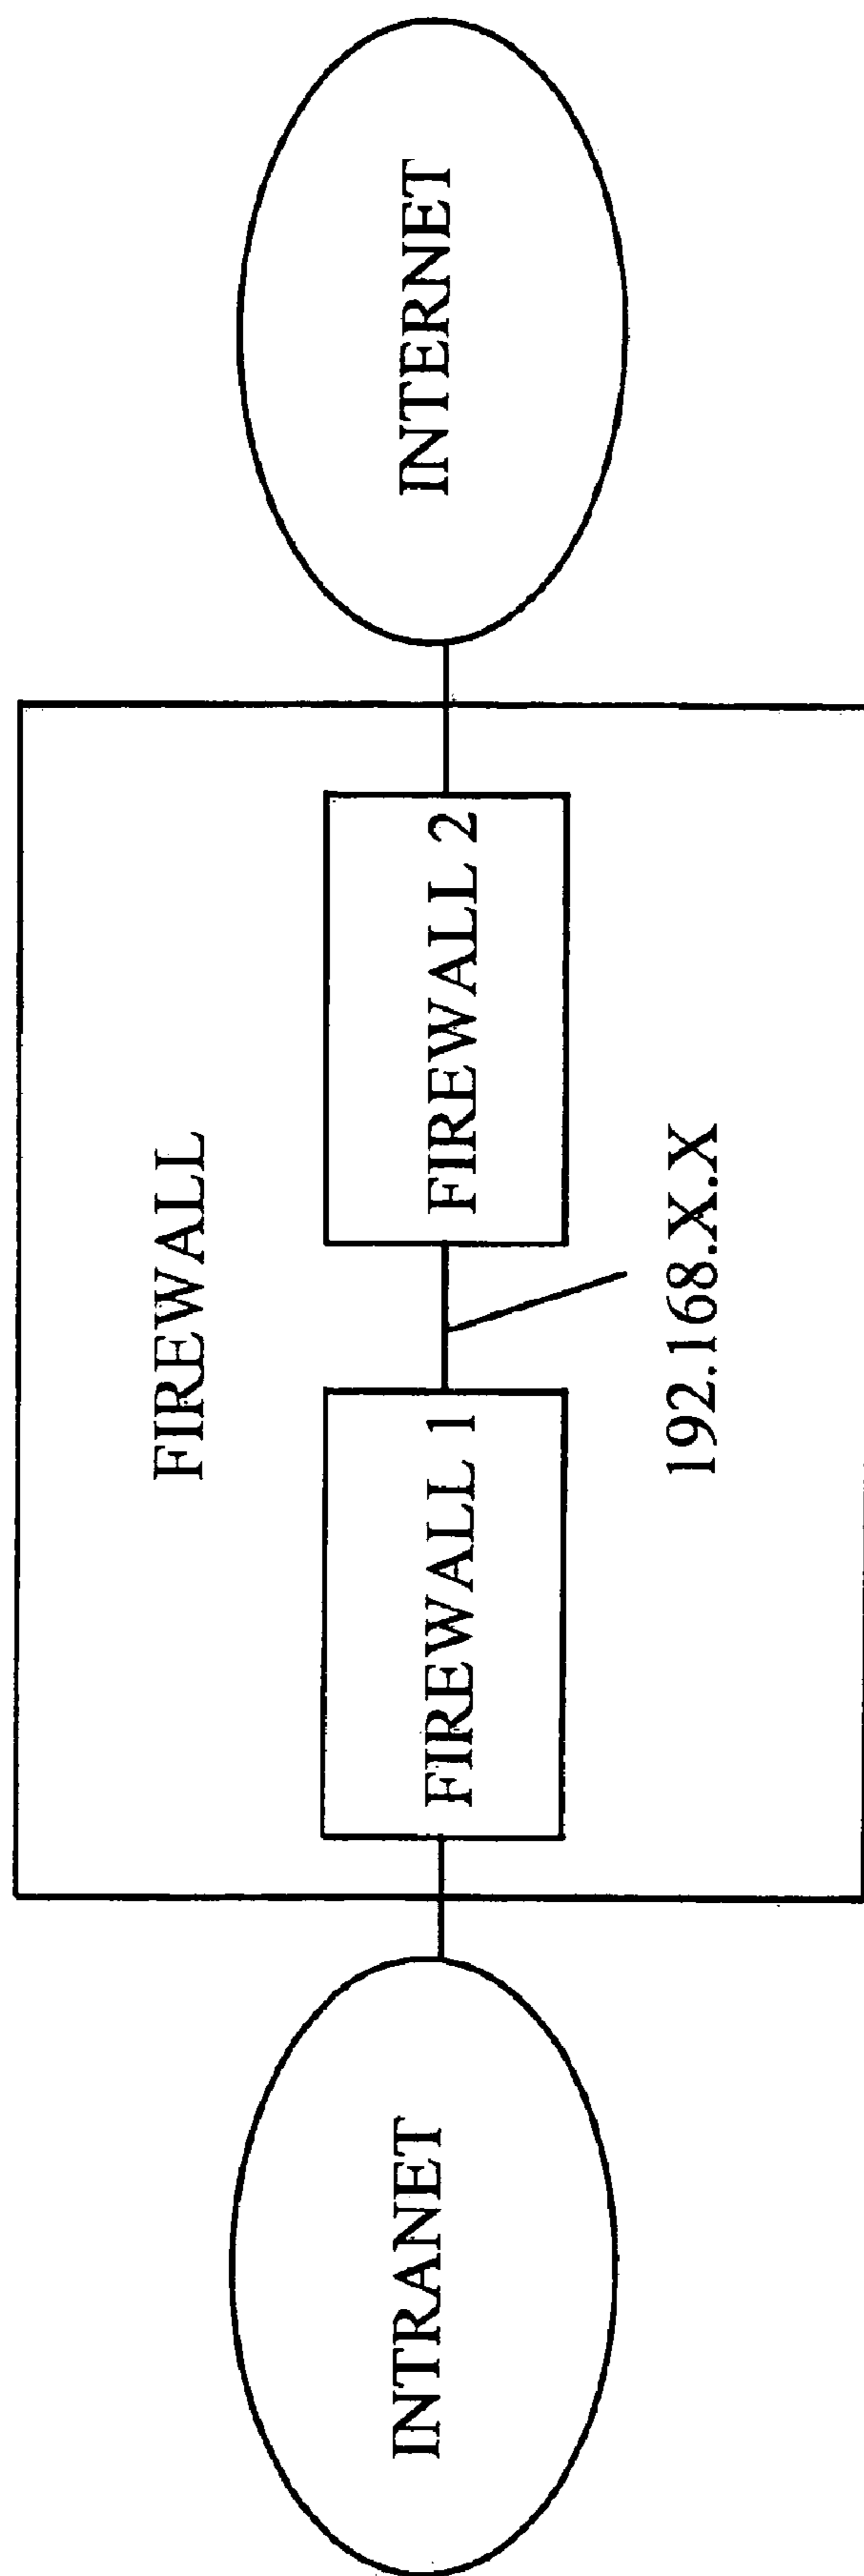 FIREWALL
INTRANET
FIREWALL 1
FIREWALL 2
INTERNET
192.168.X.X